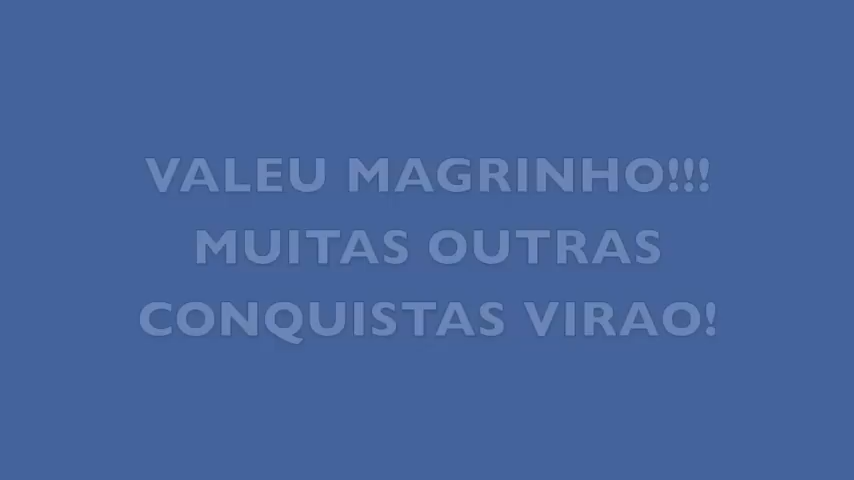 VALEU MAGRINHO!!!
MUITAS OUTRAS
CONQUISTAS VIRAO!